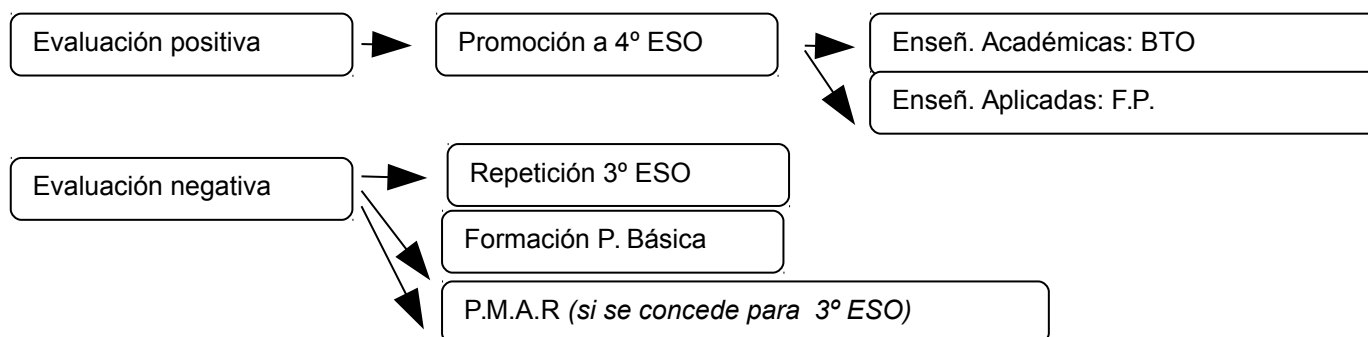 Evaluación positiva
Promoción a 4º ESO
Enseñ. Académicas: BTO
Enseñ. Aplicadas: F.P.
Evaluación negativa
Repetición 3º ESO
Formación P. Básica
P.M.A.R (si se concede para 3º ESO)